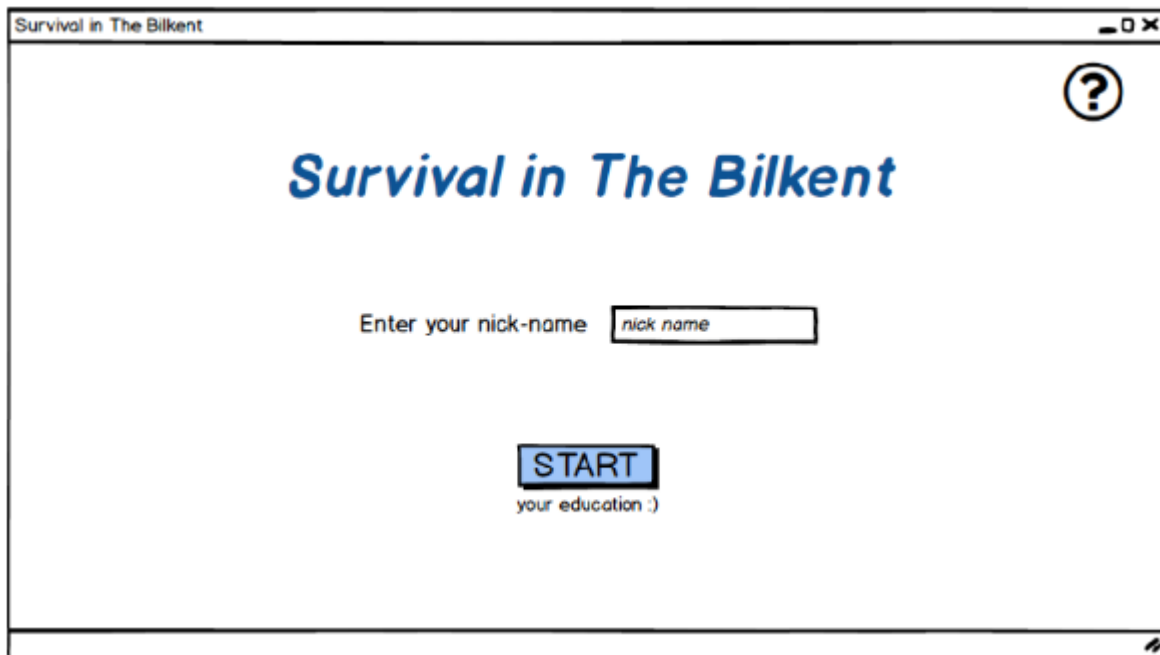 Survival in The Bilkent
?
Survival in The Bilkent
Enter your nick-name nick name
START
your education :)